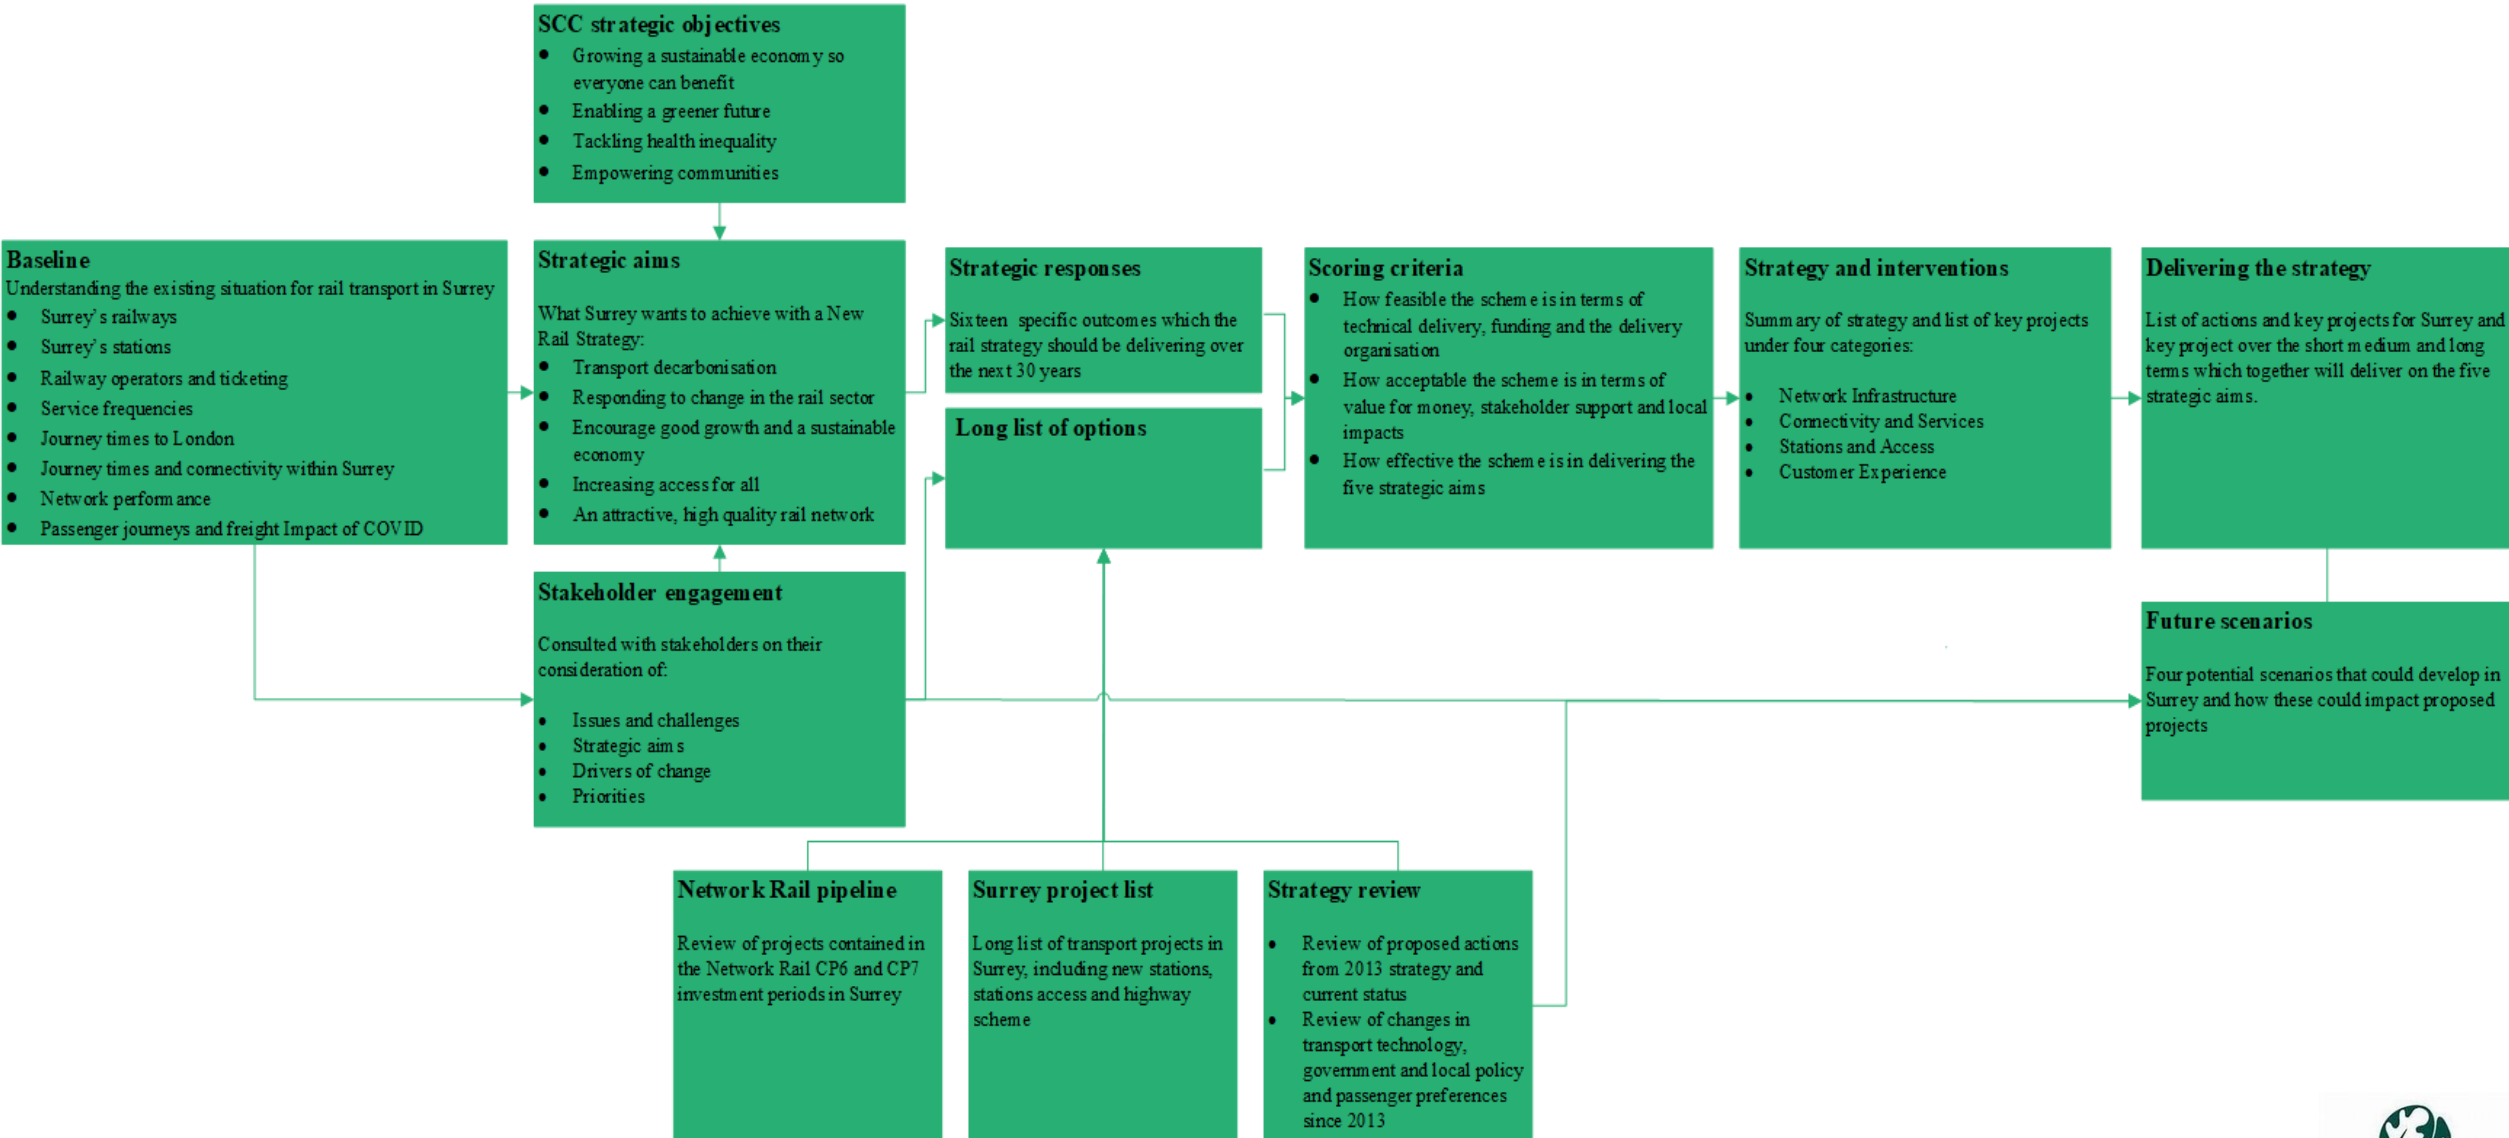 SCC strategic objectives
● Growing a sustainable economy so
everyone can benefit
● Enabling a greener future
● Tackling health inequality
● Empowering communities
Baseline
Understanding the existing situation for rail transport in Surrey
● Surrey's railways
● Surrey's stations
● Railway operators and ticketing
● Service frequencies
● Journey times to London
● Journey times and connectivity within Surrey
● Network performance
● Passenger journeys and freight Impact of COVID
Strategic aims
What Surrey wants to achieve with a New
Rail Strategy:
● Transport decarbonisation
● Responding to change in the rail sector
● Encourage good growth and a sustainable
economy
● Increasing access for all
● An attractive, high quality rail network
Strategic responses
Sixteen specific outcomes which the
rail strategy should be delivering over
the next 30 years
Long list of options
Scoring criteria
● How feasible the scheme is in terms of
technical delivery, funding and the delivery
organisation
● How acceptable the scheme is in terms of
value for money, stakeholder support and local
impacts
● How effective the scheme is in delivering the
five strategic aims
Strategy and interventions
Summary of strategy and list of key projects
under four categories:
● Network Infrastructure
● Connectivity and Services
● Stations and Access
● Customer Experience
Delivering the strategy
List of actions and key projects for Surrey and
key project over the short medium and long
terms which together will deliver on the five
strategic aims.
Stakeholder engagement
Consulted with stakeholders on their
consideration of:
● Issues and challenges
● Strategic aims
● Drivers of change
● Priorities
Future scenarios
Four potential scenarios that could develop in
Surrey and how these could impact proposed
projects
Network Rail pipeline
Review of projects contained in
the Network Rail CP6 and CP7
investment periods in Surrey
Surrey project list
Long list of transport projects in
Surrey, including new stations,
stations access and highway
scheme
Strategy review
● Review of proposed actions
from 2013 strategy and
current status
● Review of changes in
transport technology,
government and local policy
and passenger preferences
since 2013